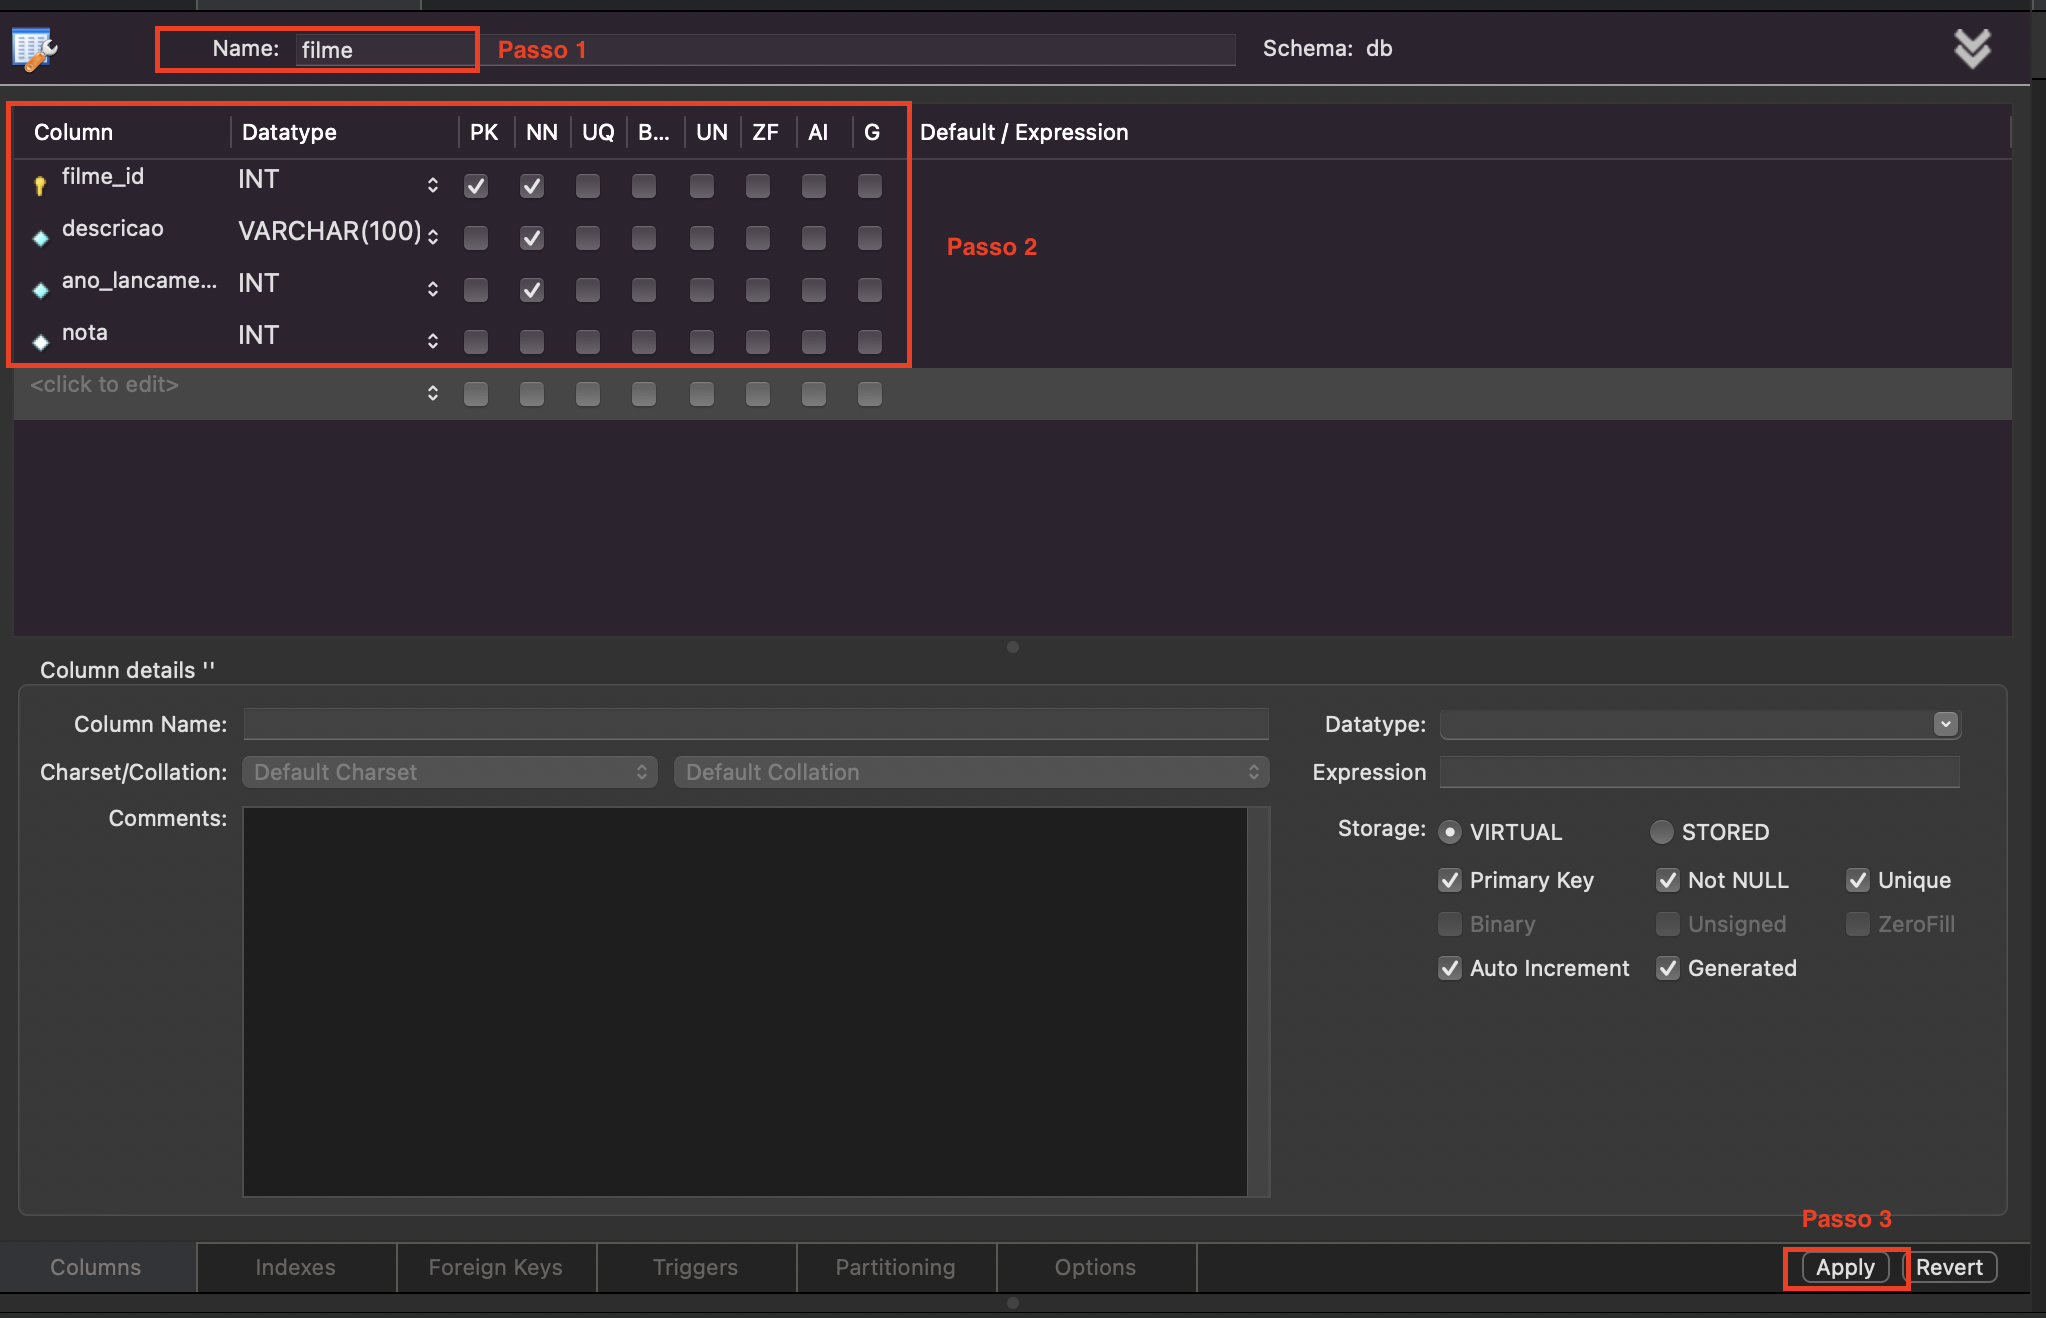 Name: filme Passo 1 Schema: db
Column Datatype PK NN UQ B... UN ZF AI G Default / Expression
filme_id INT
descricao VARCHAR(100)
Passo 2
ano_lancame... INT
nota INT
<click to edit>
Column details ''
Column Name: Datatype:
Charset/Collation: Default Charset Default Collation Expression
Comments: Storage: VIRTUAL STORED
Primary Key Not NULL Unique
Binary Unsigned ZeroFill
Auto Increment Generated
Passo 3
Columns Indexes Foreign Keys Triggers Partitioning Options Apply Revert